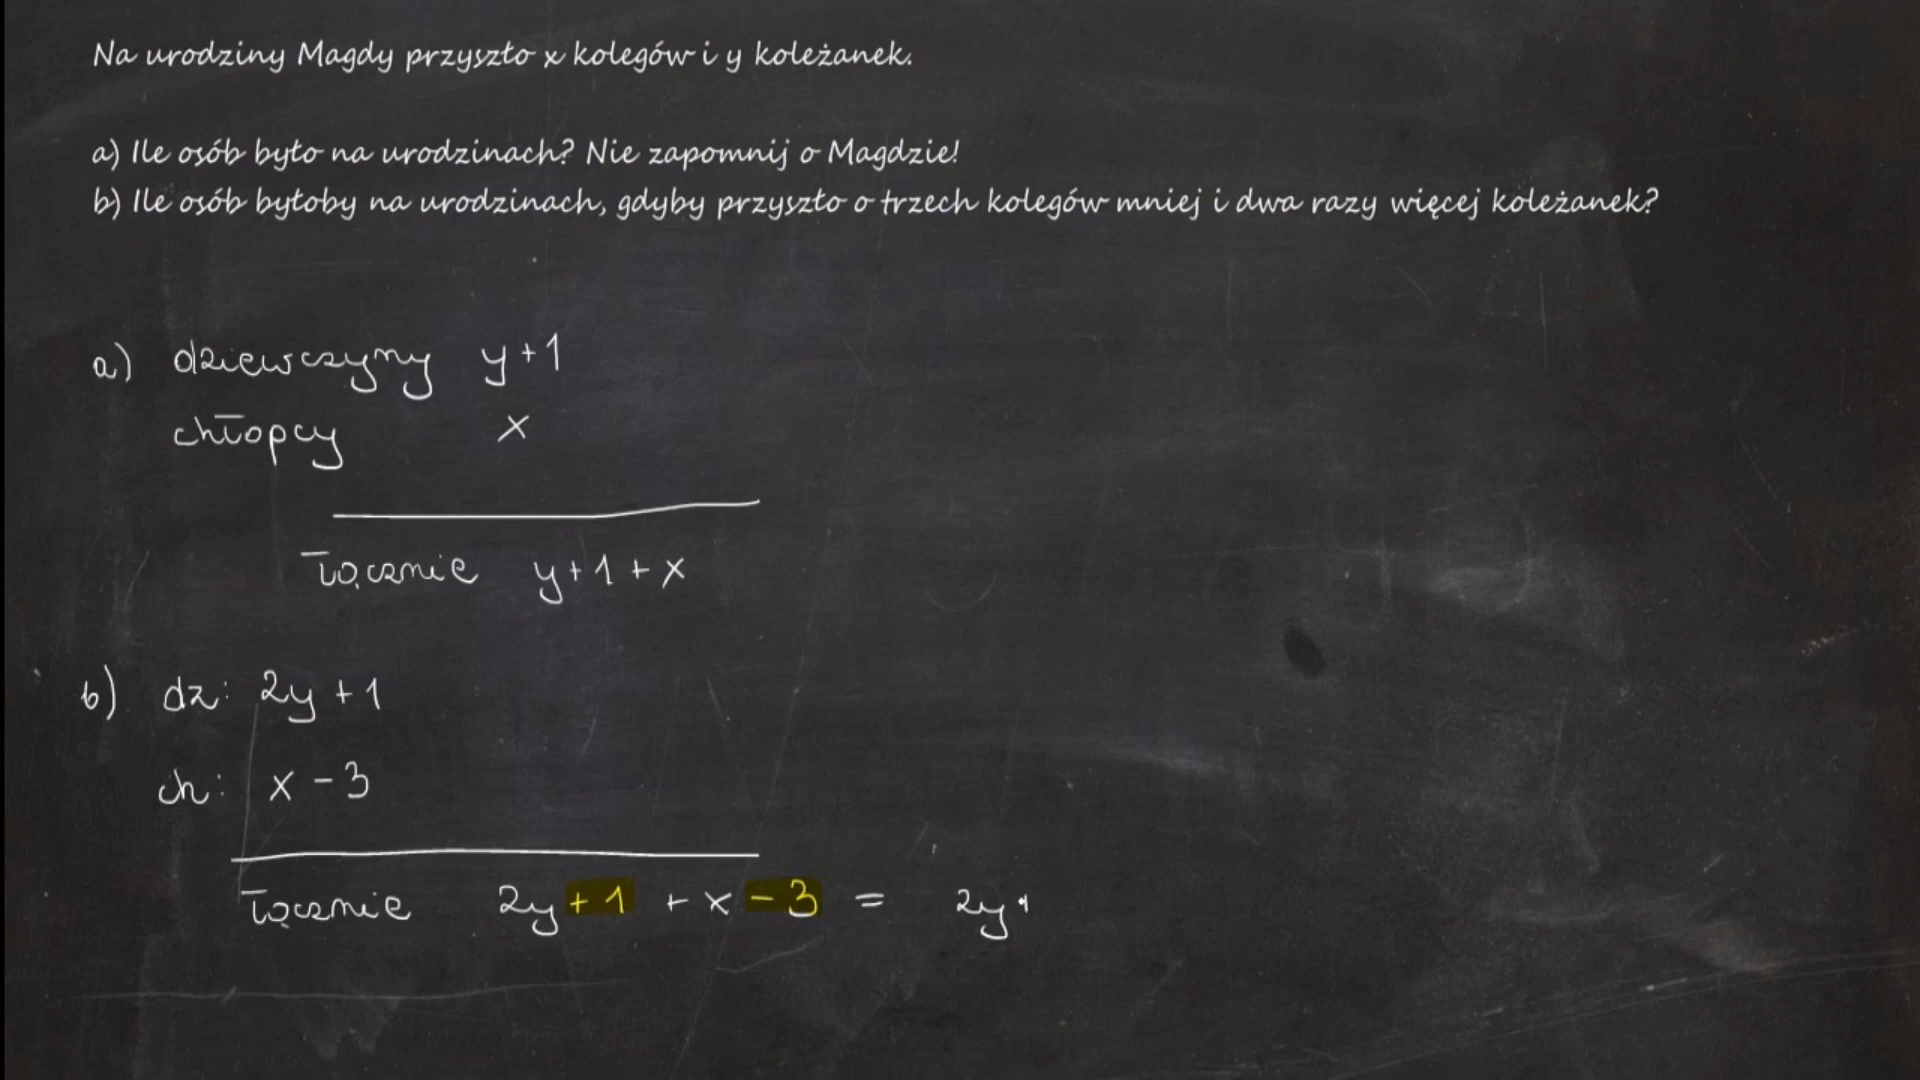 Na urodziny Magdy przyszło x kolegów i y koleżanek.
a) Ile osób było na urodzinach? Nie zapomnij o Magdzie!
b) Ile osób byłoby na urodzinach, gdyby przyszło o trzech kolegów mniej i dwa razy więcej koleżanek?
a) dziewczyny y+1
chłopcy x
łącznie y+1+x
b) dz: 2y+1
ch: x-3
łącznie 2y+1 + x-3 = 2y